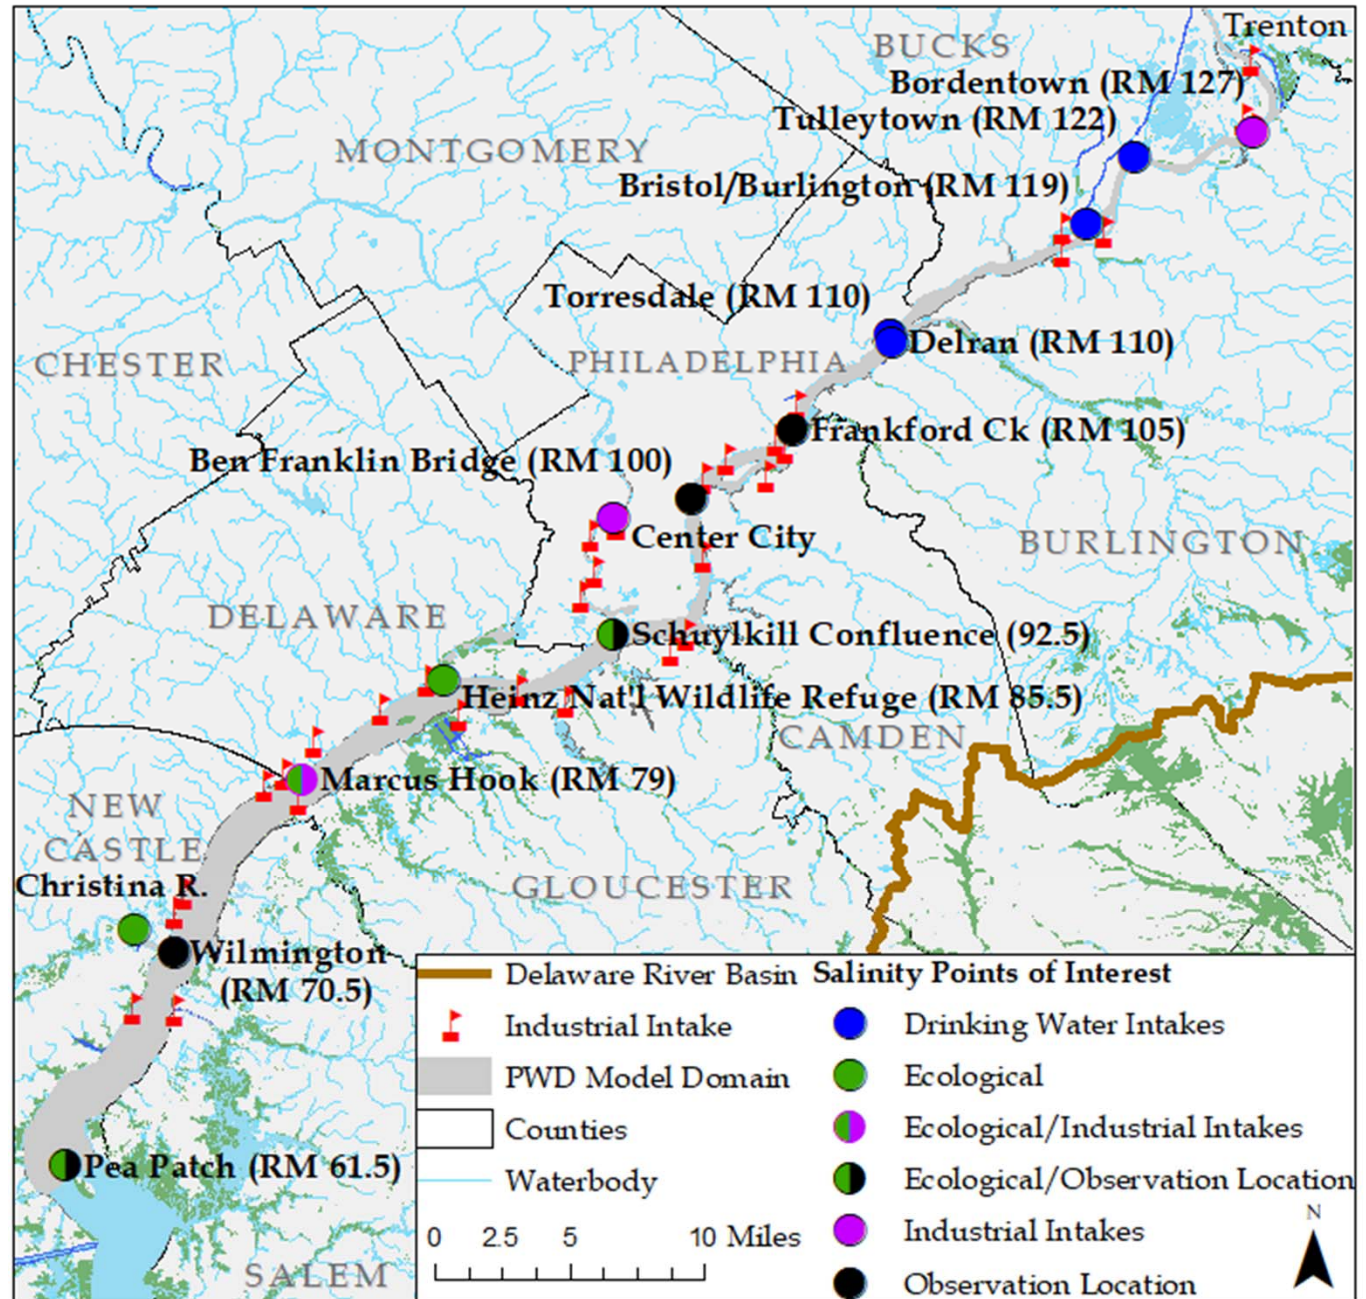 Trenton
BUCKS
Bordentown (RM 127)
Tulleytown (RM 122)
MONTGOMERY
Bristol/Burlington (RM 119)
Torresdale (RM 110)
Delran (RM 110)
CHESTER
PHILADELPHIA
Frankford Ck (RM 105)
Ben Franklin Bridge (RM 100)
Center City
BURLINGTON
DELAWARE
Schuylkill Confluence (92.5)
Heinz Nat'l Wildlife Refuge (RM 85.5)
CAMDEN
Marcus Hook (RM 79)
NEW
CASTLE
Christina R.
GLOUCESTER
Wilmington
(RM 70.5)
Pea Patch (RM 61.5)
SALEM
Delaware River Basin
Industrial Intake
PWD Model Domain
Counties
Waterbody
0 2.5 5 10 Miles
Salinity Points of Interest
Drinking Water Intakes
Ecological
Ecological/Industrial Intakes
Ecological/Observation Location
Industrial Intakes
Observation Location
N